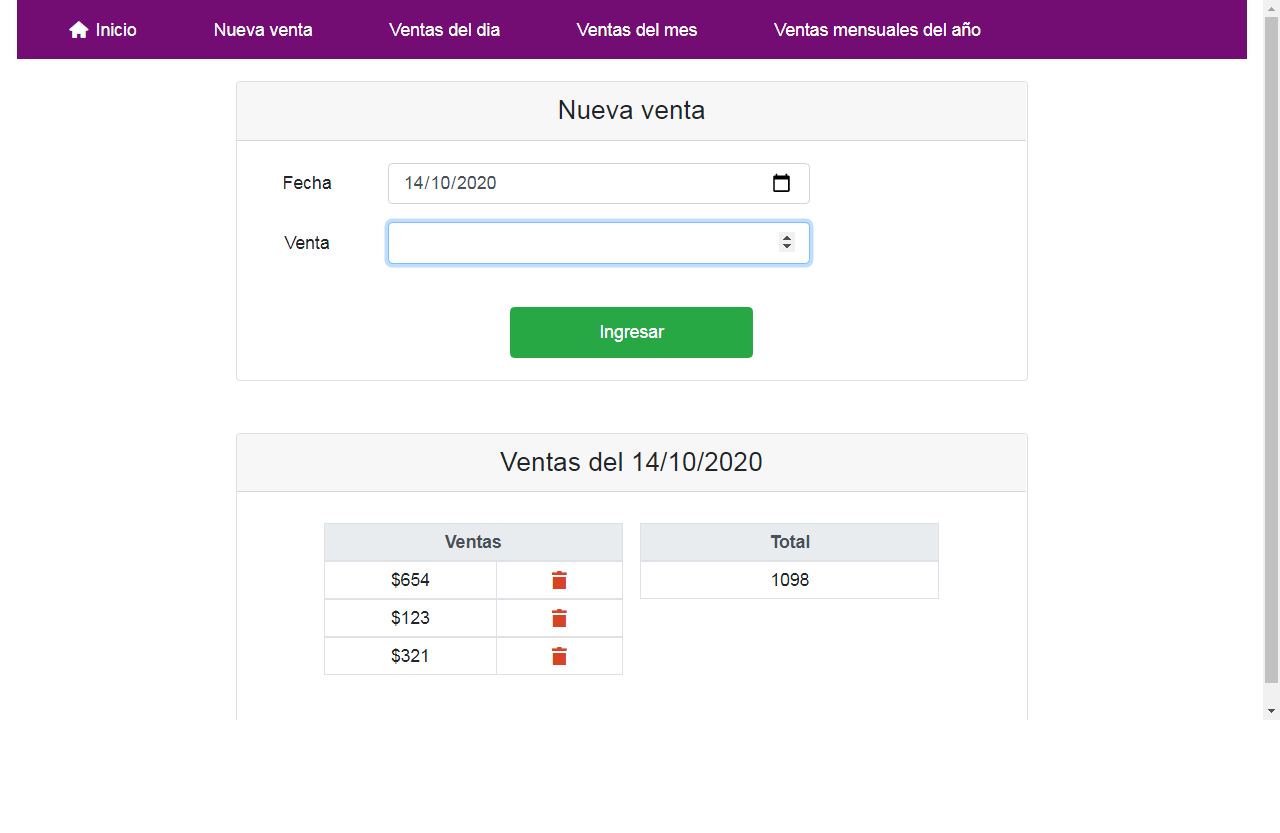 Inicio Nueva venta Ventas del dia Ventas del mes Ventas mensuales del año
Nueva venta
Fecha 14/10/2020
Venta
Ingresar
Ventas del 14/10/2020
Ventas Total
$654 1098
$123
$321